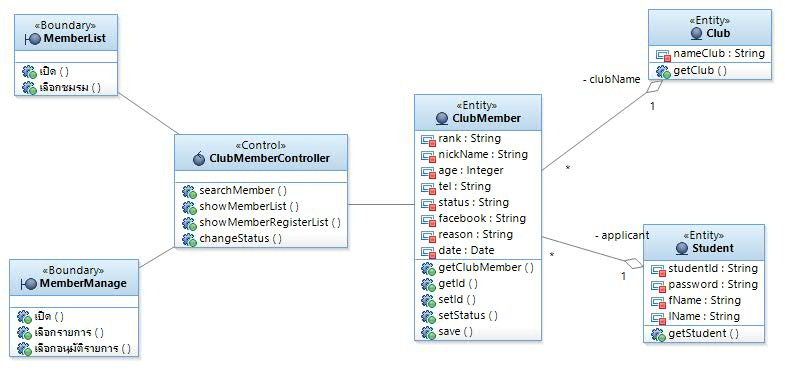 «Boundary»
MemberList
เปิด ( )
เลือกชมรม ( )
«Control»
ClubMemberController
searchMember ( )
showMemberList ( )
showMemberRegisterList ( )
changeStatus ( )
«Boundary»
MemberManage
เปิด ( )
เลือกรายการ ( )
เลือกอนุมัติรายการ ( )
«Entity»
ClubMember
rank : String
nickName : String
age : Integer
tel : String
status : String
facebook : String
reason : String
date : Date
getClubMember ( )
getId ( )
setId ( )
setStatus ( )
save ( )
- clubName
1
*
«Entity»
Club
nameClub : String
getClub ( )
- applicant
*
1
«Entity»
Student
studentId : String
password : String
fName : String
lName : String
getStudent ( )